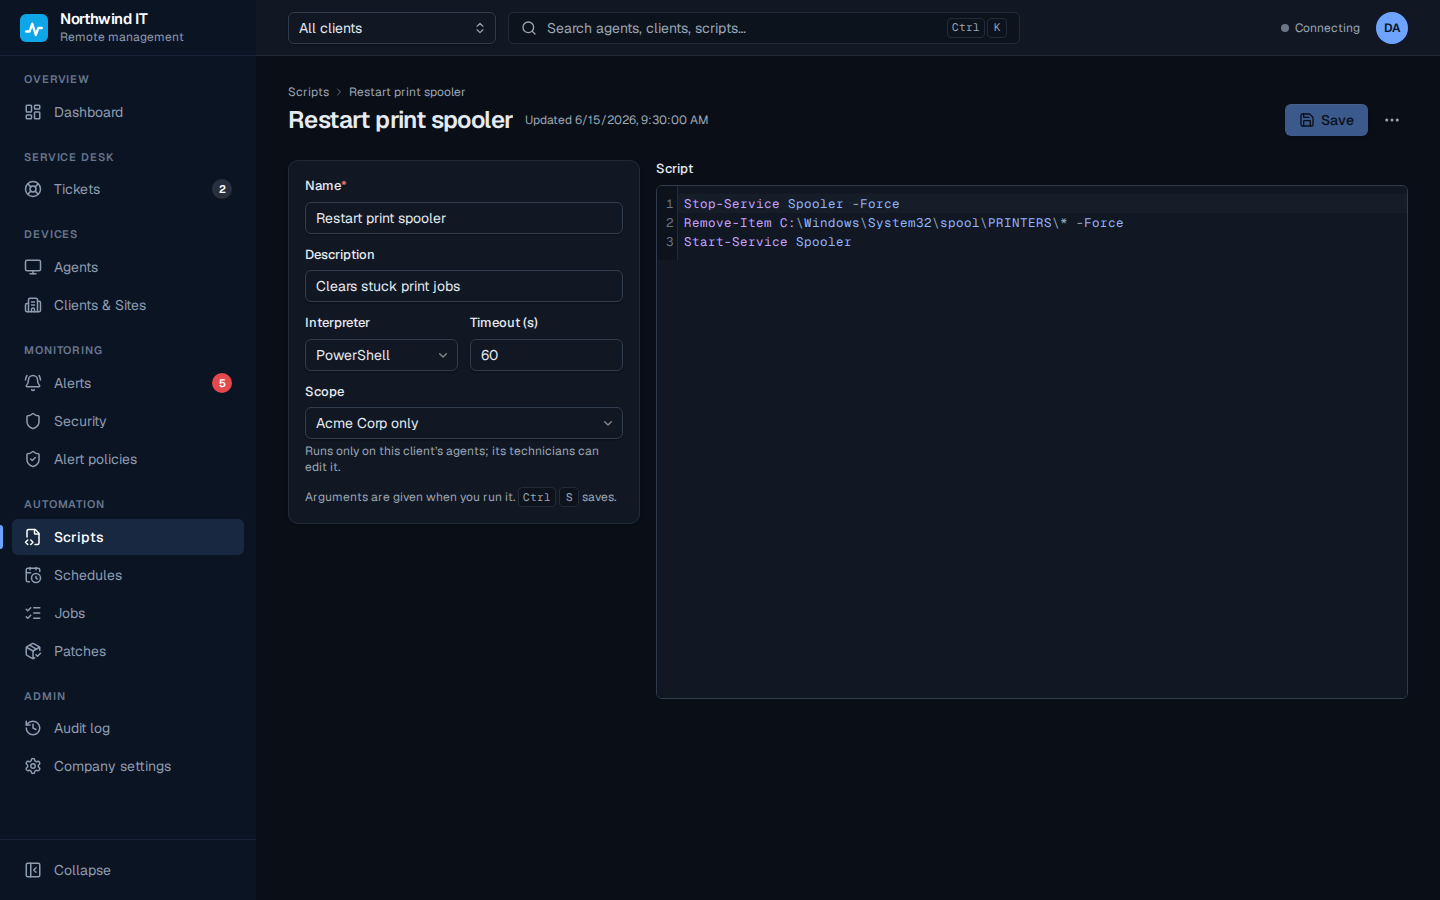 Northwind IT
Remote management
All clients
Search agents, clients, scripts...
Ctrl K
Connecting
DA
OVERVIEW
Dashboard
SERVICE DESK
Tickets 2
DEVICES
Agents
Clients & Sites
MONITORING
Alerts 5
Security
Alert policies
AUTOMATION
Scripts
Schedules
Jobs
Patches
ADMIN
Audit log
Company settings
Collapse
Scripts > Restart print spooler
Restart print spooler Updated 6/15/2026, 9:30:00 AM
Save
Name*
Restart print spooler
Description
Clears stuck print jobs
Interpreter Timeout (s)
PowerShell 60
Scope
Acme Corp only
Runs only on this client's agents; its technicians can
edit it.
Arguments are given when you run it. Ctrl S saves.
Script
1 Stop-Service Spooler -Force
2 Remove-Item C:\Windows\System32\spool\PRINTERS\* -Force
3 Start-Service Spooler